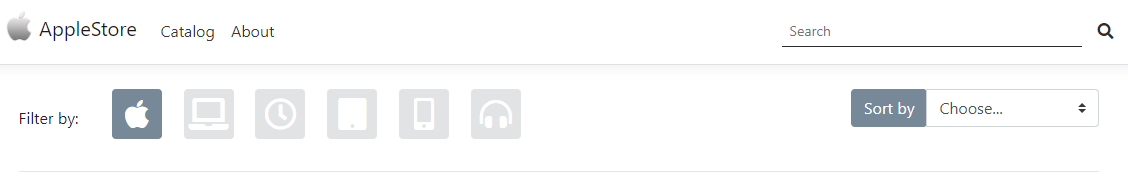 AppleStore Catalog About Search
Filter by: Sort by Choose...